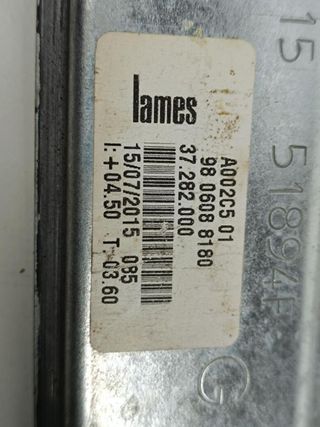 lames
A002C5 01
98 0608 8180
37.282.000
15/07/2015 085
I:+04.50 T:-03.60
15 51894F
G